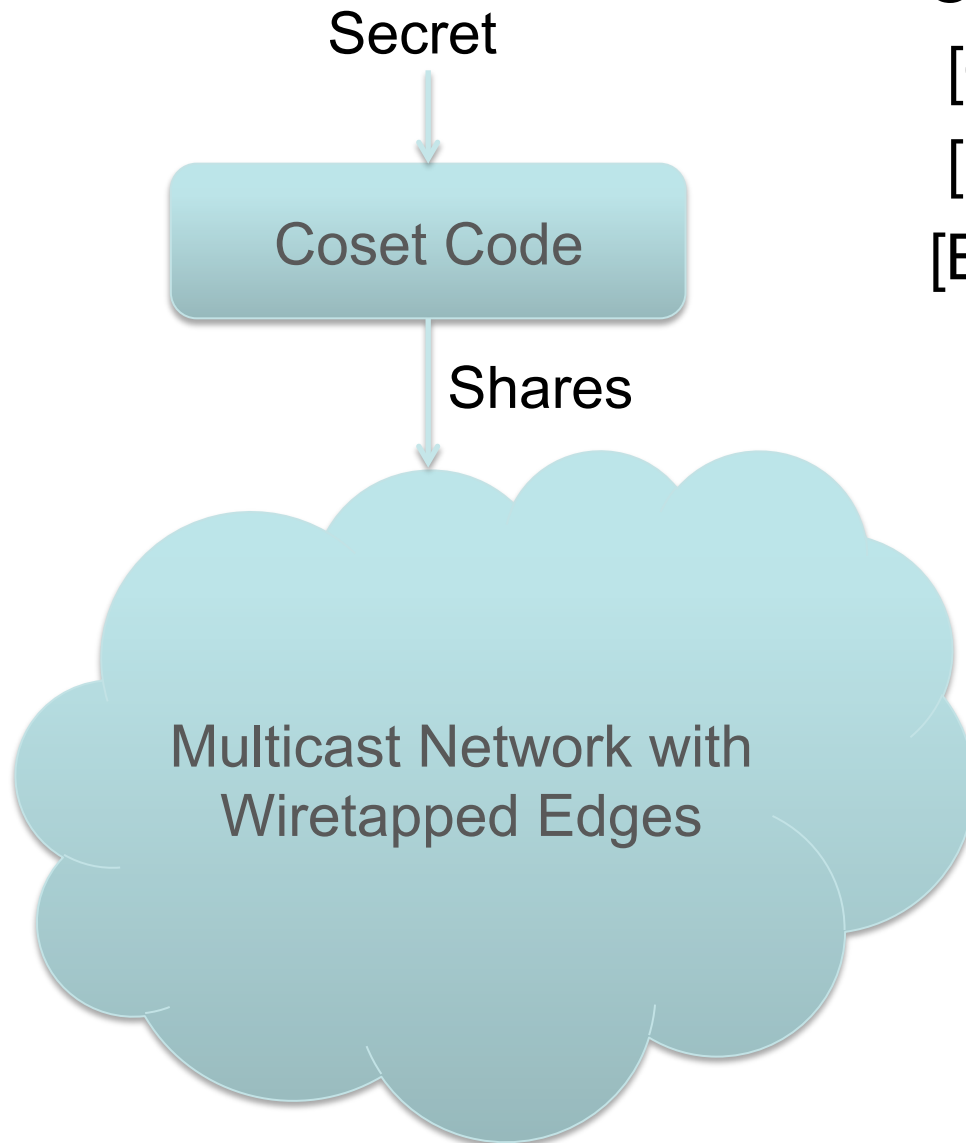 Secret
Coset Code
Shares
Multicast Network with
Wiretapped Edges